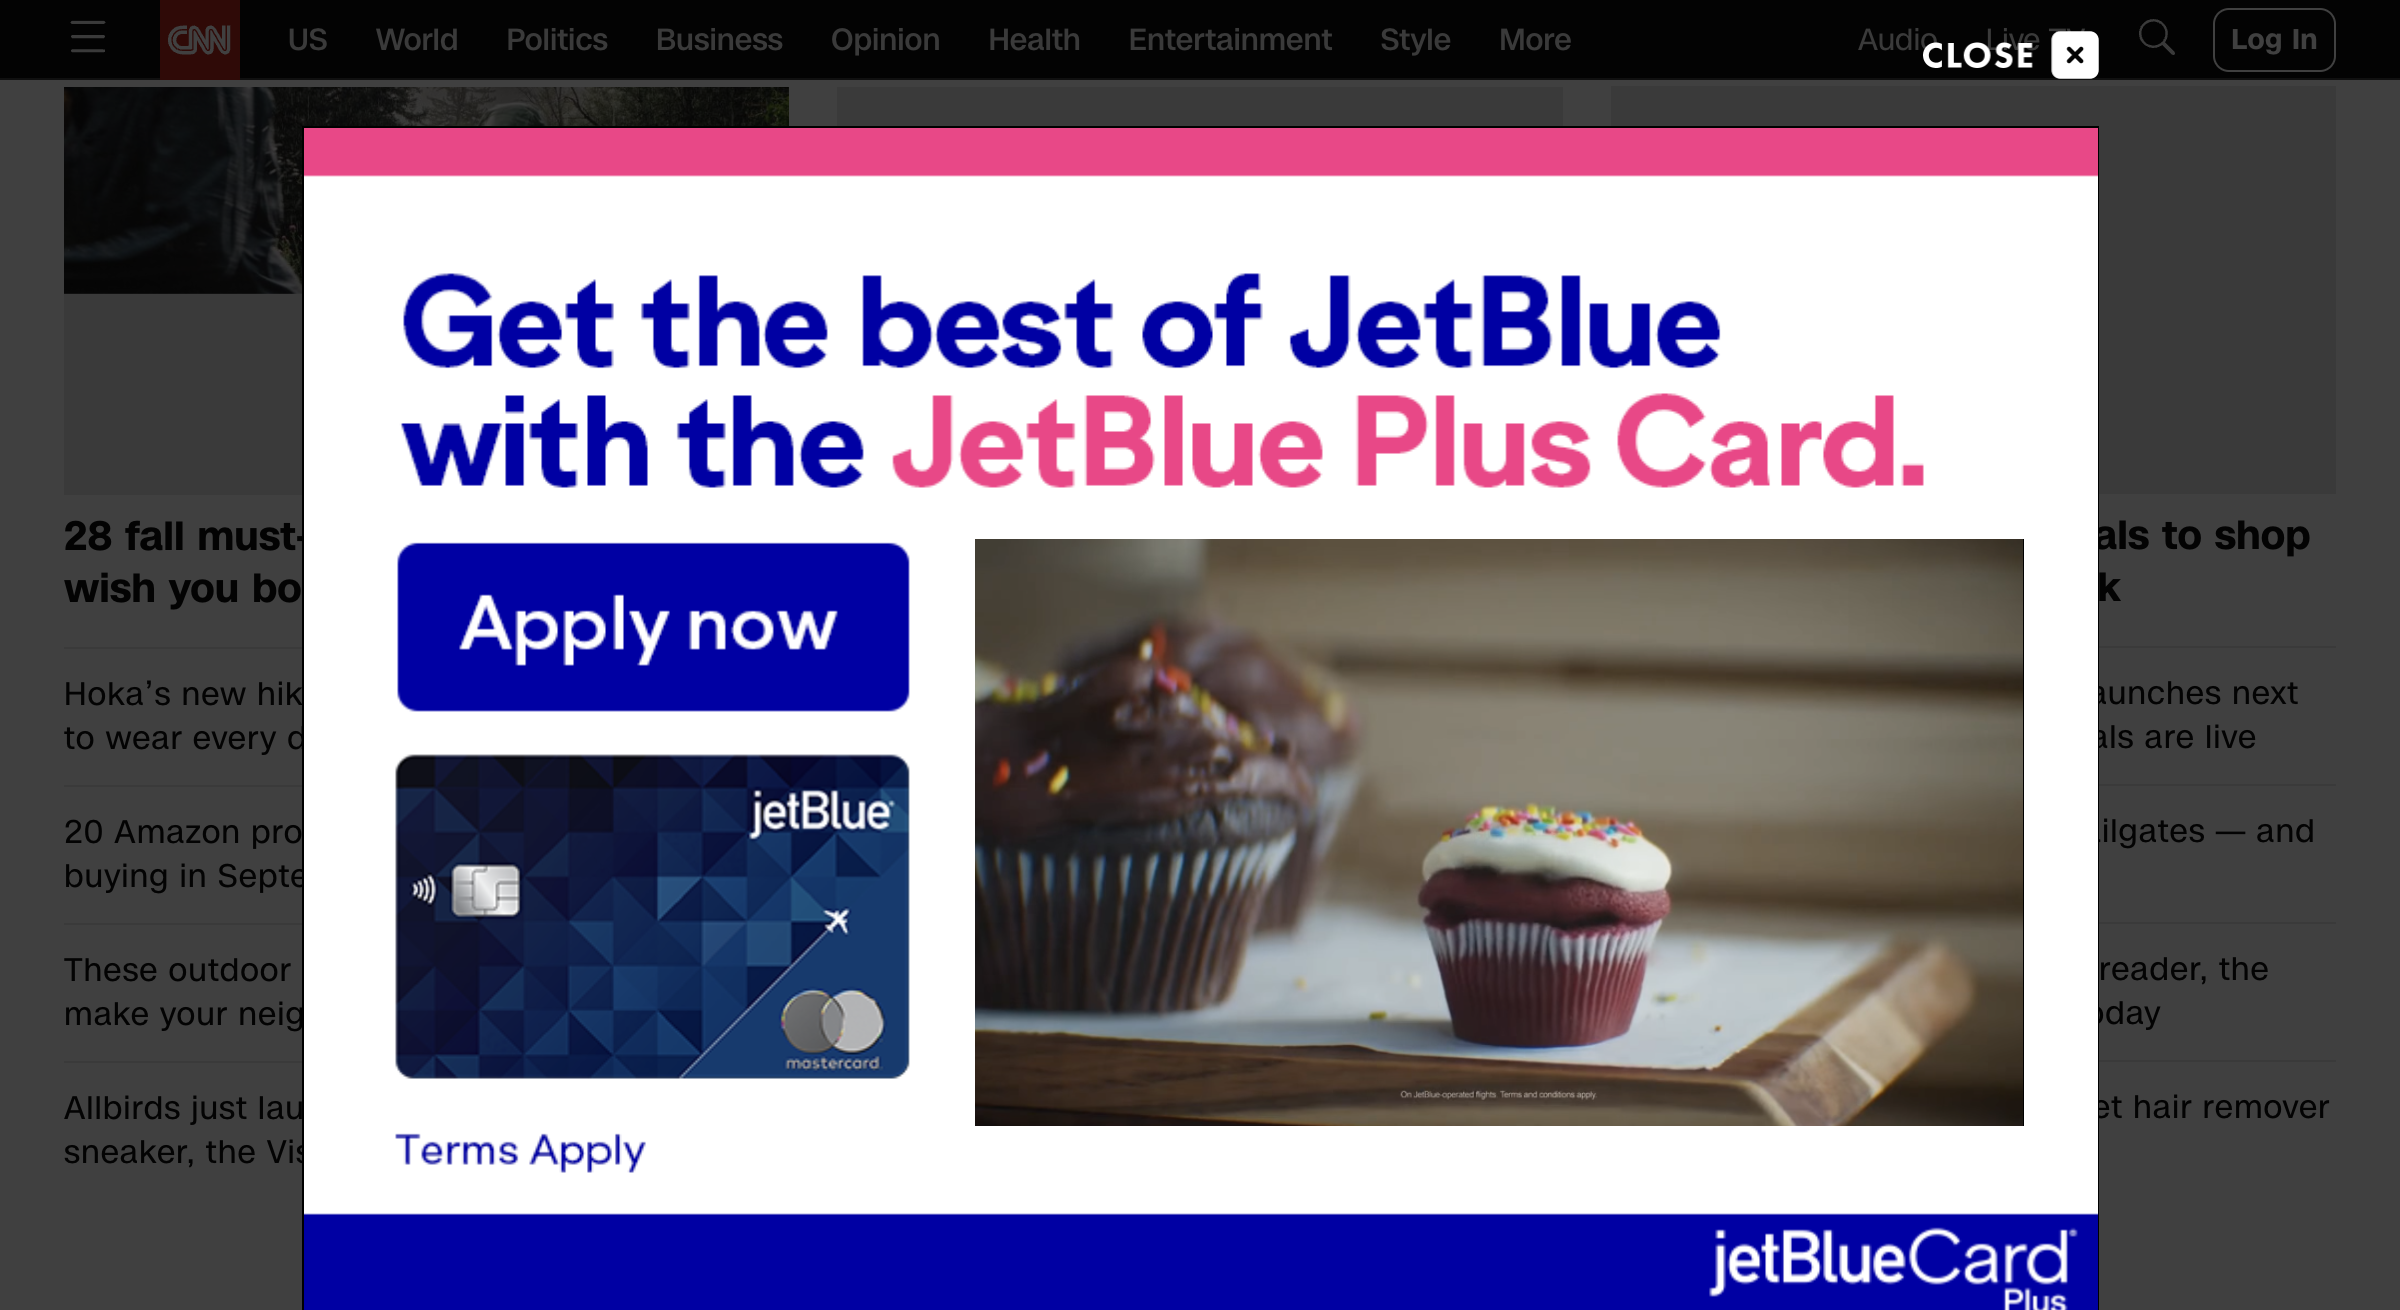 CNN
US
World
Politics
Business
Opinion
Health
Entertainment
Style
More
Audio
Live
Log In
CLOSE
Get the best of JetBlue
with the JetBlue Plus Card.
Apply now
jetBlue
mastercard
On JetBlue-operated flights Terms and conditions apply.
Terms Apply
jetBlueCard
Plus
28 fall must-
wish you bo
Hoka's new hik
to wear every
20 Amazon pro
buying in Septe
These outdoor
make your neig
Allbirds just lau
sneaker, the Vis
als to shop
k
aunches next
als are live
ilgates — and
reader, the
oday
et hair remover